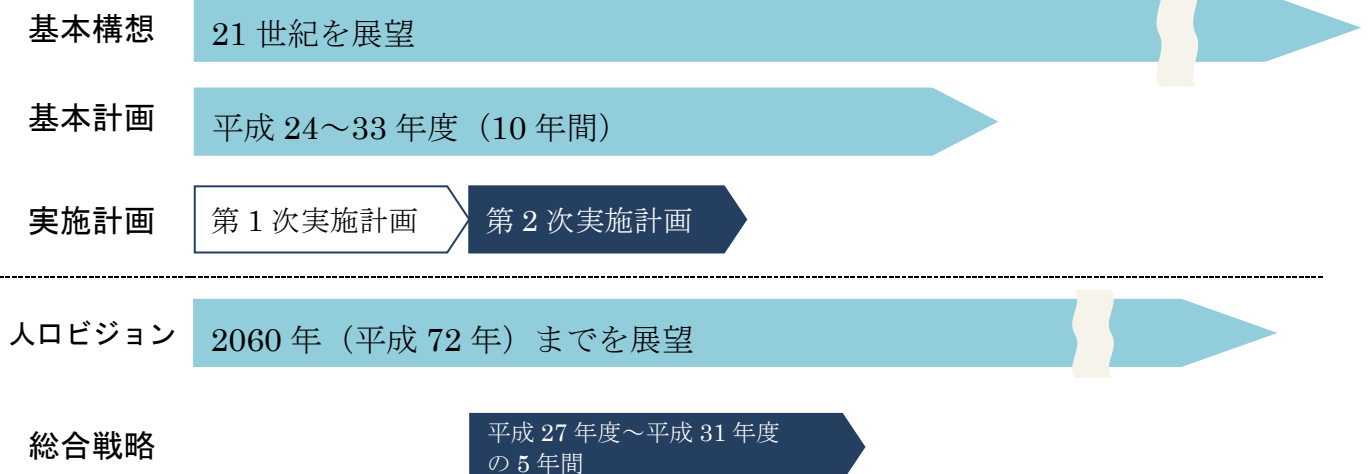 基本構想
21 世紀を展望
基本計画
平成 24～33 年度（10 年間）
実施計画
第 1 次実施計画
第 2 次実施計画
人口ビジョン
2060 年（平成 72 年）までを展望
総合戦略
平成 27 年度～平成 31 年度
の 5 年間